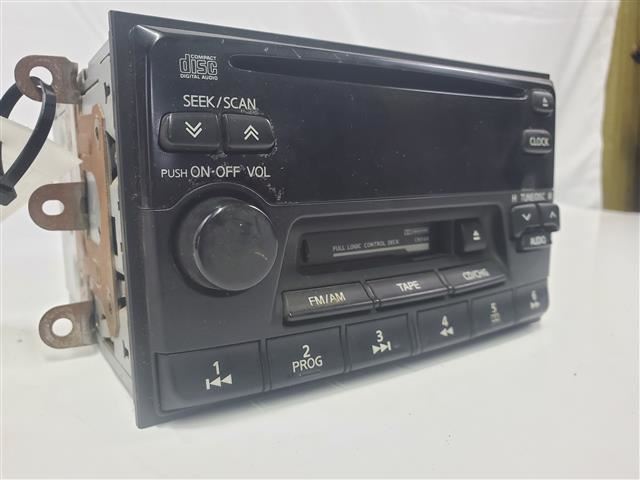 COMPACT
disc
DIGITAL AUDIO
SEEK/SCAN
CLOCK
PUSH ON·OFF VOL
TUNE/DISC
AUDIO
FULL LOGIC CONTROL DECK
FM/AM
TAPE
CD/CHG
1
2
PROG
3
4
5
6